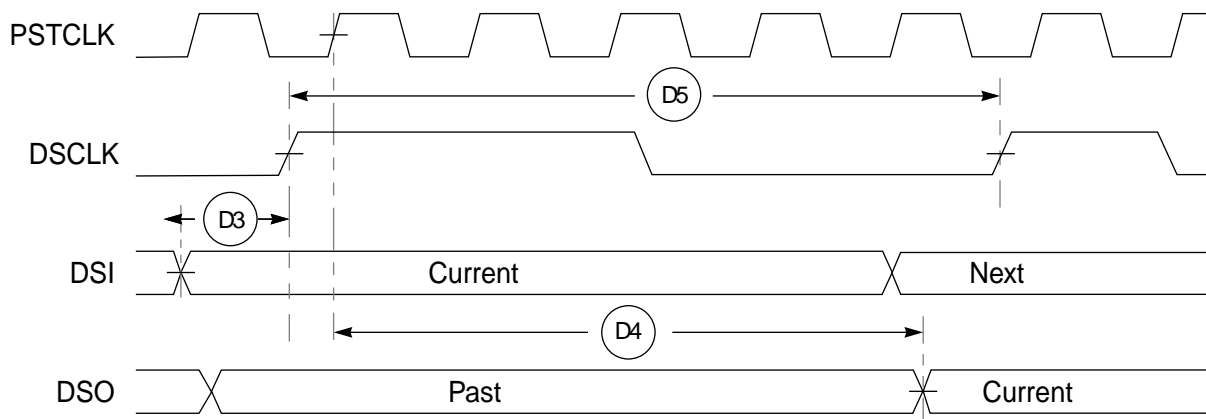 PSTCLK
D5
DSCLK
D3
DSI
Current
Next
D4
DSO
Past
Current